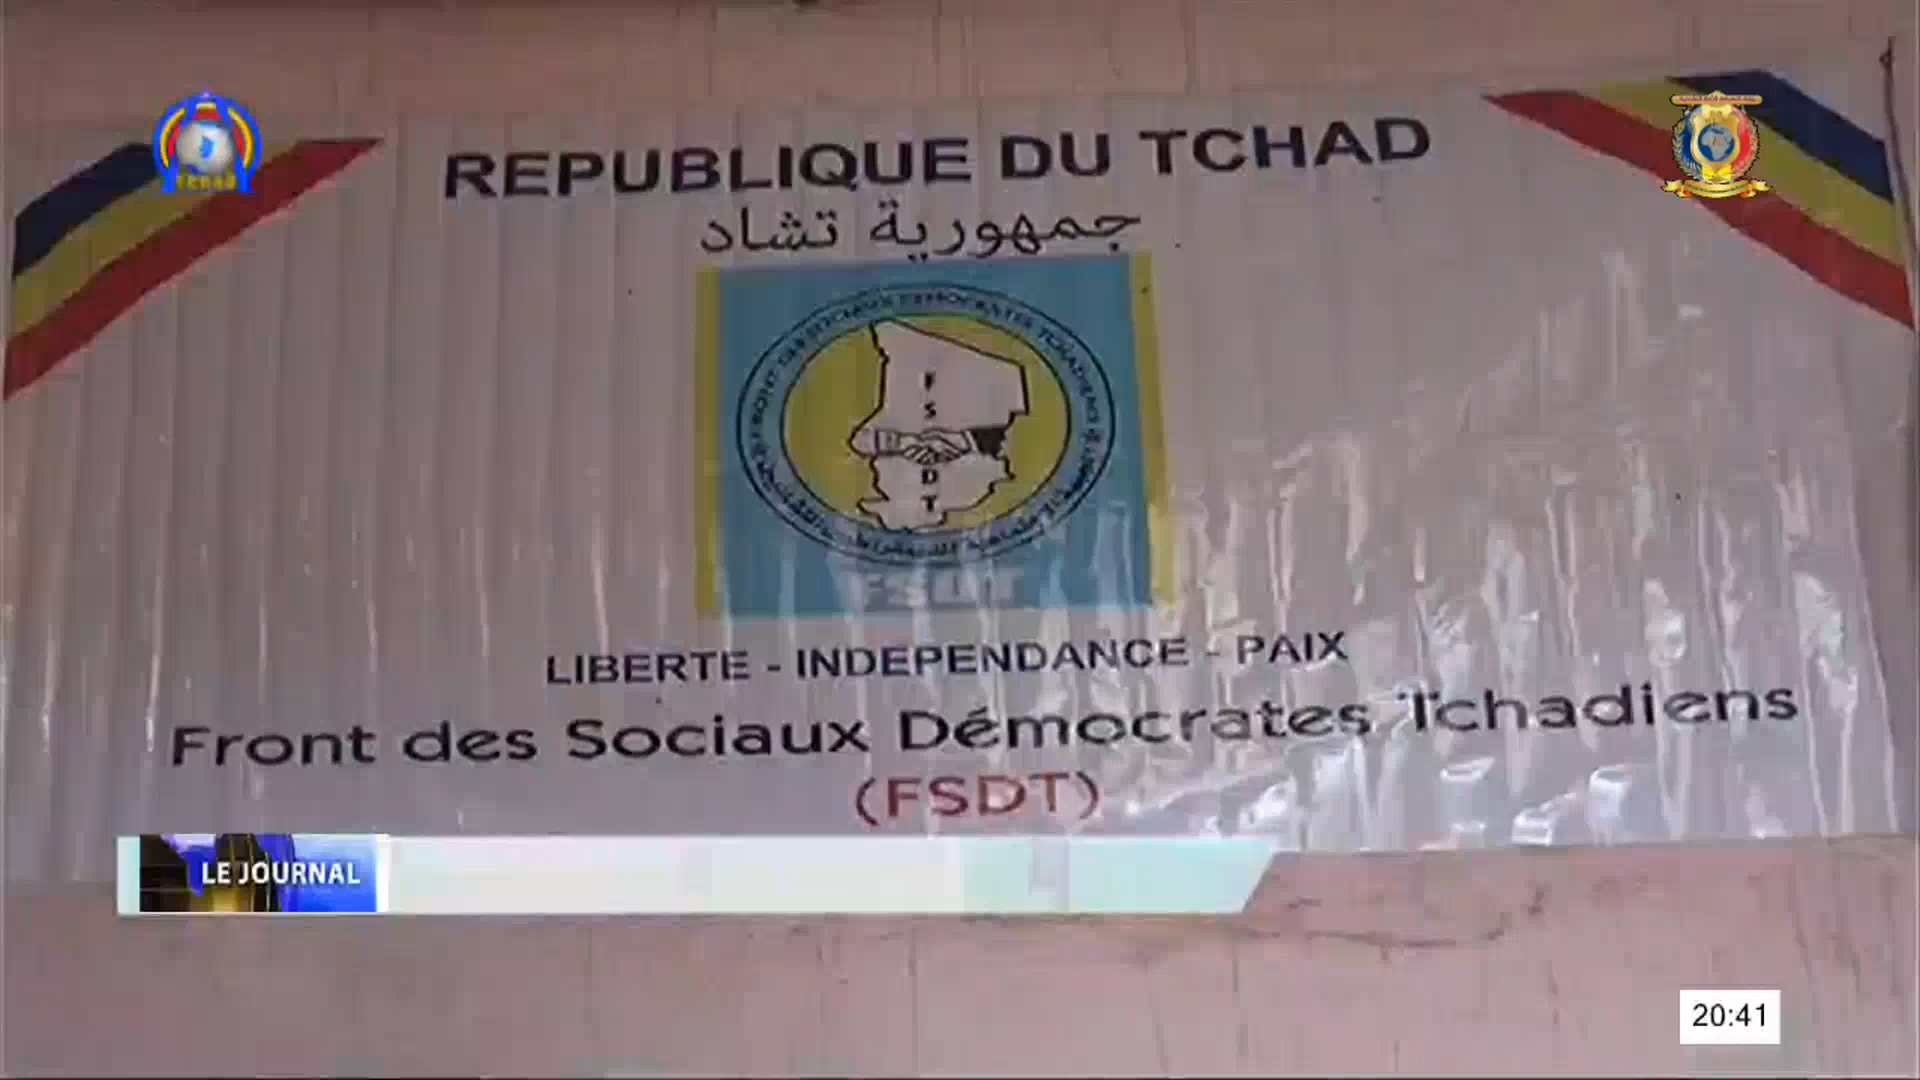 REPUBLIQUE DU TCHAD
جمهورية تشاد
TCHAD
F
S
D
T
FSDT
LIBERTE - INDEPENDANCE - PAIX
Front des Sociaux Démocrates Tchadiens
(FSDT)
LE JOURNAL
20:41